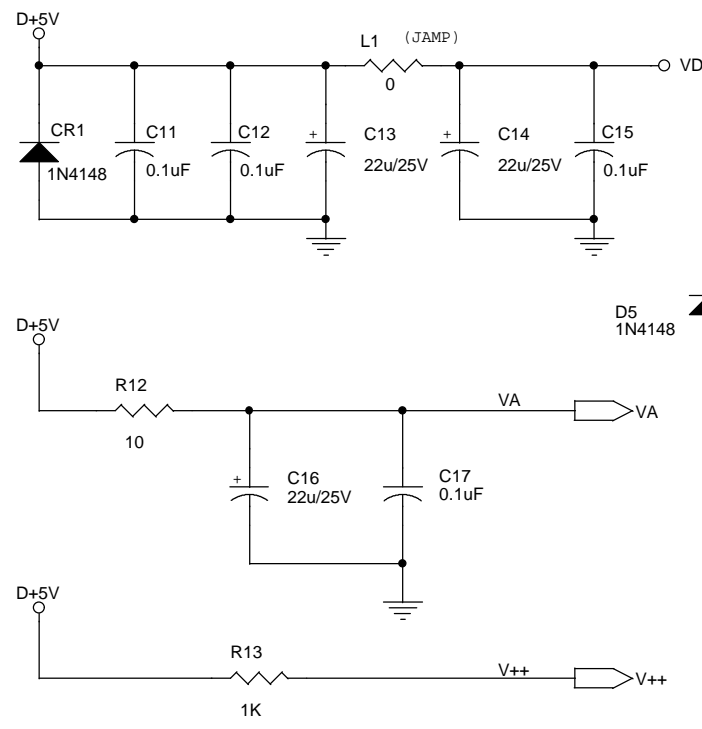 D+5V
L1 (JAMP)
0
VD
CR1
1N4148
C11
0.1uF
C12
0.1uF
+ C13
22u/25V
+ C14
22u/25V
C15
0.1uF
D5
1N4148
D+5V
R12
10
VA
VA
+ C16
22u/25V
C17
0.1uF
D+5V
R13
1K
V++
V++